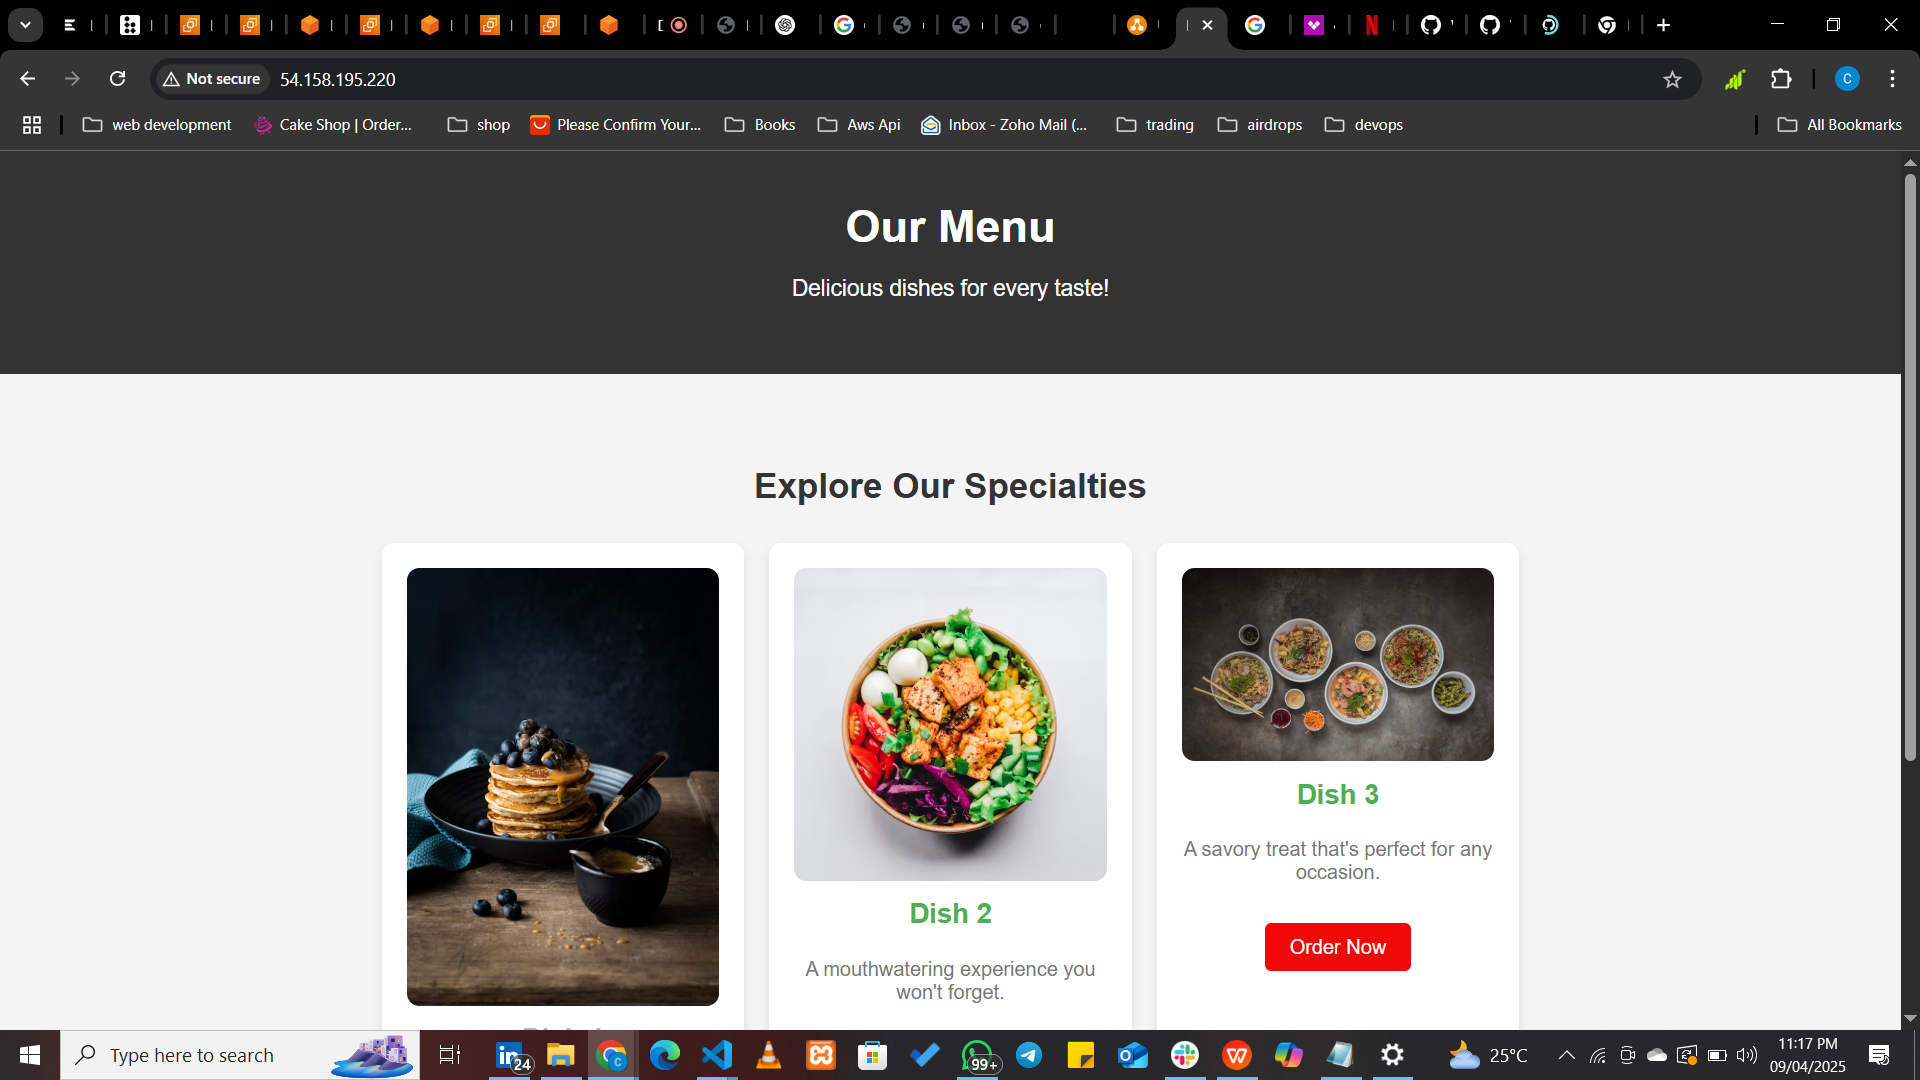 Not secure
54.158.195.220
web development
Cake Shop | Order...
shop
Please Confirm Your...
Books
Aws Api
Inbox - Zoho Mail (...
trading
airdrops
devops
All Bookmarks
Our Menu
Delicious dishes for every taste!
Explore Our Specialties
Dish 3
A savory treat that's perfect for any
occasion.
Order Now
Dish 2
A mouthwatering experience you
won't forget.
Type here to search
24
99+
25°C
11:17 PM
09/04/2025